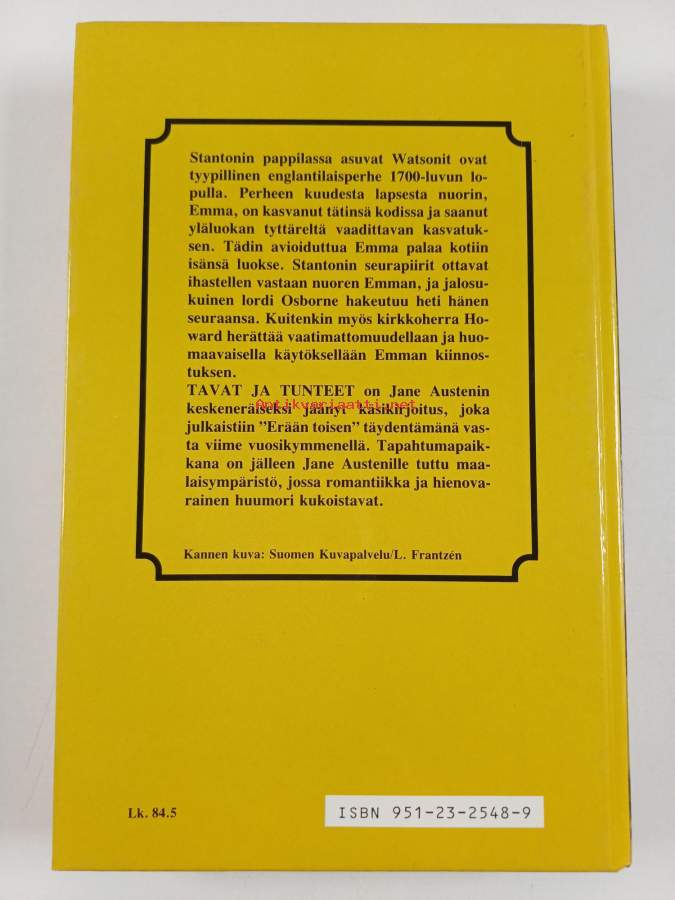 Stantonin pappilassa asuvat Watsonit ovat
tyypillinen englantilaisperhe 1700-luvun lo-
pulla. Perheen kuudesta lapsesta nuorin,
Emma, on kasvanut tätinsä kodissa ja saanut
yläluokan tyttäreltä vaadittavan kasvatuk-
sen. Tädin avioiduttua Emma palaa kotiin
isänsä luokse. Stantonin seurapiirit ottavat
ihastellen vastaan nuoren Emman, ja jalosu-
kuinen lordi Osborne hakeutuu heti hänen
seuraansa. Kuitenkin myös kirkkoherra Ho-
ward herättää vaatimattomuudellaan ja huo-
maavaisella käytöksellään Emman kiinnos-
tuksen.
TAVAT JA TUNTEET on Jane Austenin
keskeneräiseksi jäänyt käsikirjoitus, joka
Antikvariaatti.net
julkaistiin ”Erään toisen” täydentämänä vas-
ta viime vuosikymmenellä. Tapahtumapaik-
kana on jälleen Jane Austenille tuttu maa-
laisympäristö, jossa romantiikka ja hienova-
rainen huumori kukoistavat.
Kannen kuva: Suomen Kuvapalvelu/L. Frantzén
Lk. 84.5
ISBN 951-23-2548-9